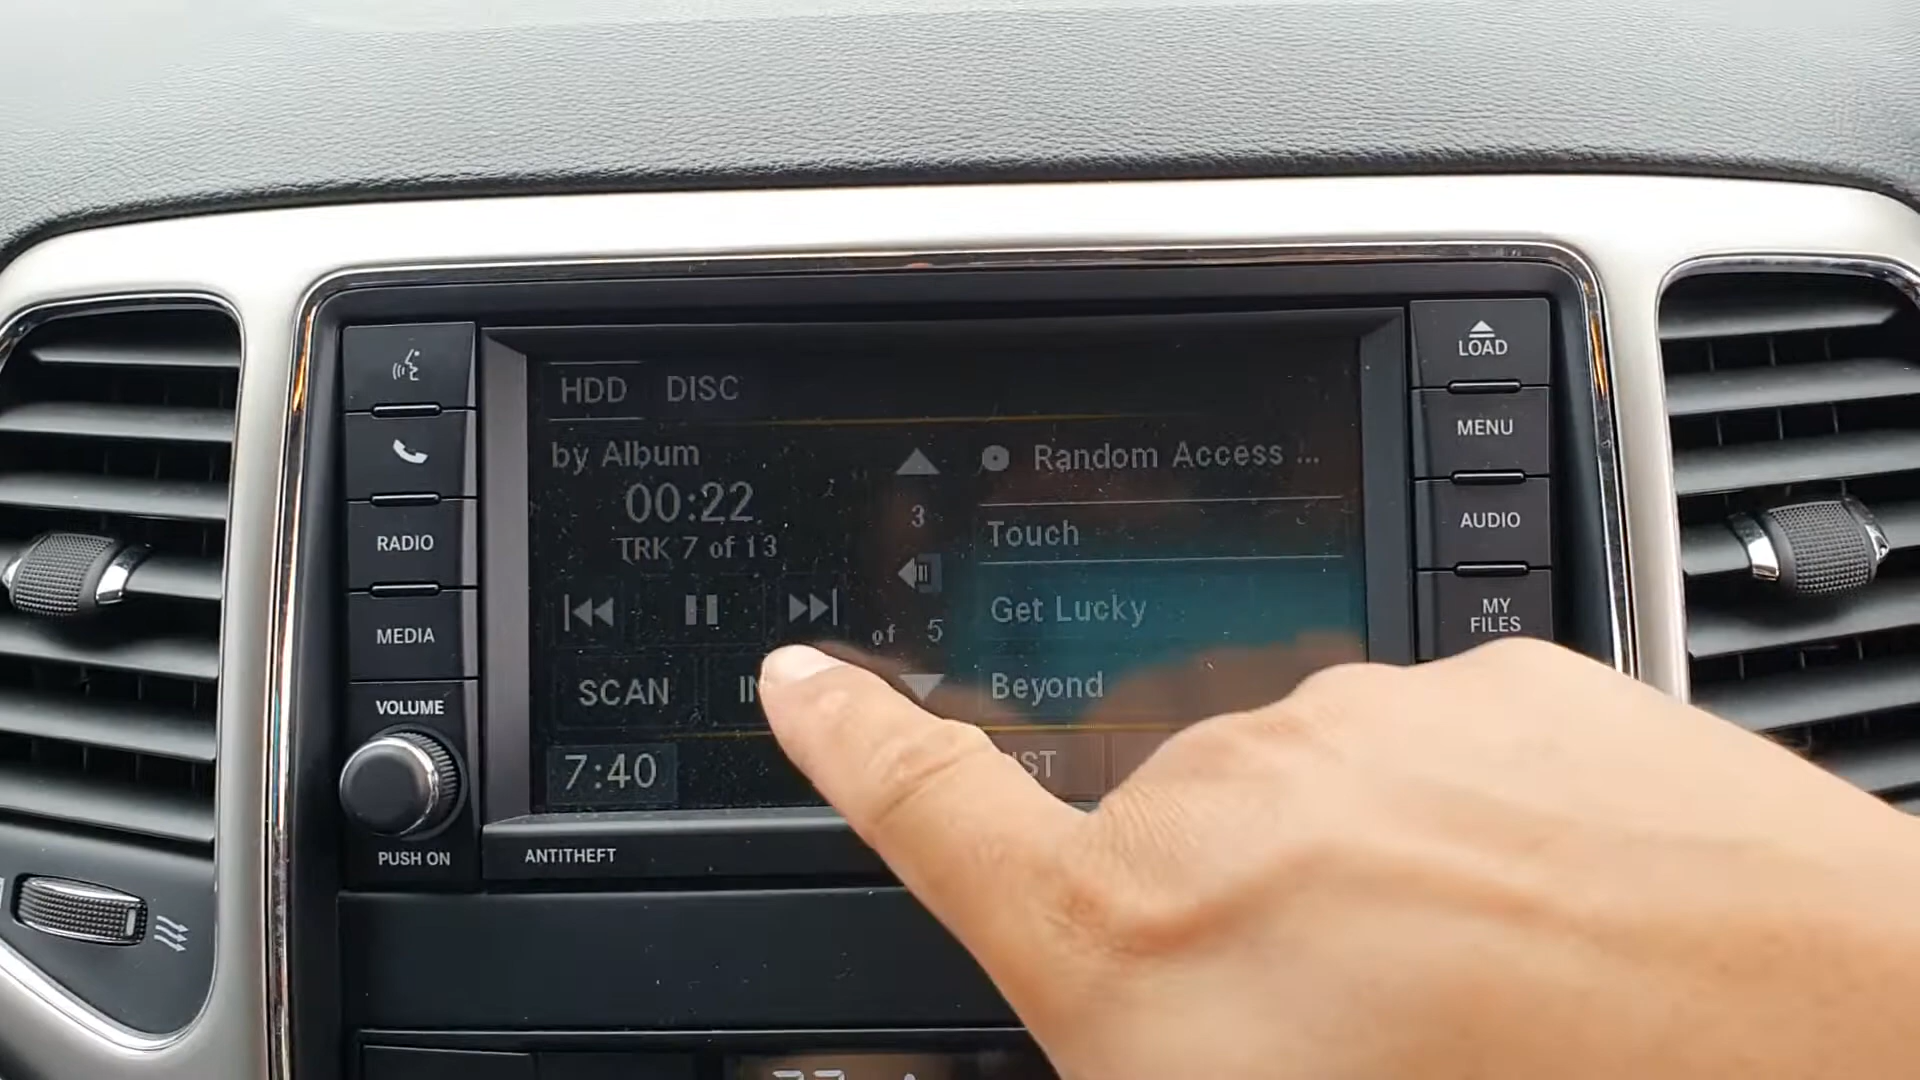 HDD DISC
by Album
00:22
TRK 7 of 13
SCAN
7:40
3
of 5
Random Access ...
Touch
Get Lucky
Beyond
RADIO
MEDIA
VOLUME
PUSH ON
ANTITHEFT
LOAD
MENU
AUDIO
MY
FILES